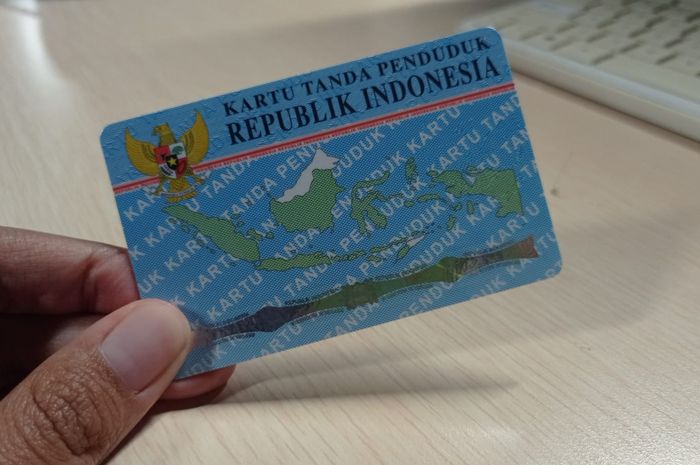 KARTU TANDA PENDUDUK
REPUBLIK INDONESIA